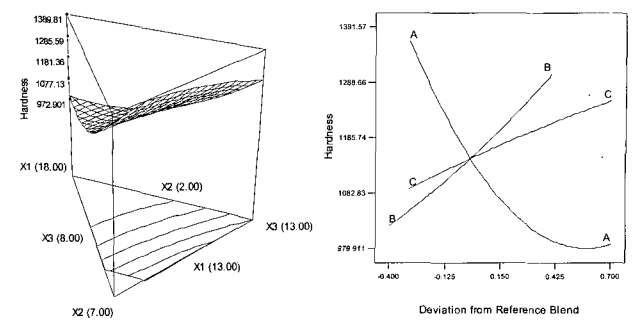 1389.81
1285.59
1181.36
1077.13
972.901
Hardness
X1 (18.00)
X2 (2.00)
X3 (8.00)
X3 (13.00)
X1 (13.00)
X2 (7.00)
1391.57
1288.66
1185.74
1082.83
979.911
Hardness
A
B
C
C
B
A
-0.400
-0.125
0.150
0.425
0.700
Deviation from Reference Blend